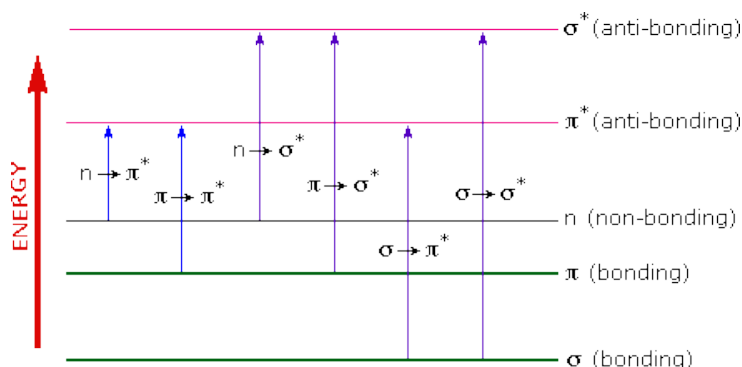 σ* (anti-bonding)
π* (anti-bonding)
n → σ*
n → π*
π → π*
π → σ*
σ → σ*
n (non-bonding)
σ → π*
π (bonding)
σ (bonding)
ENERGY